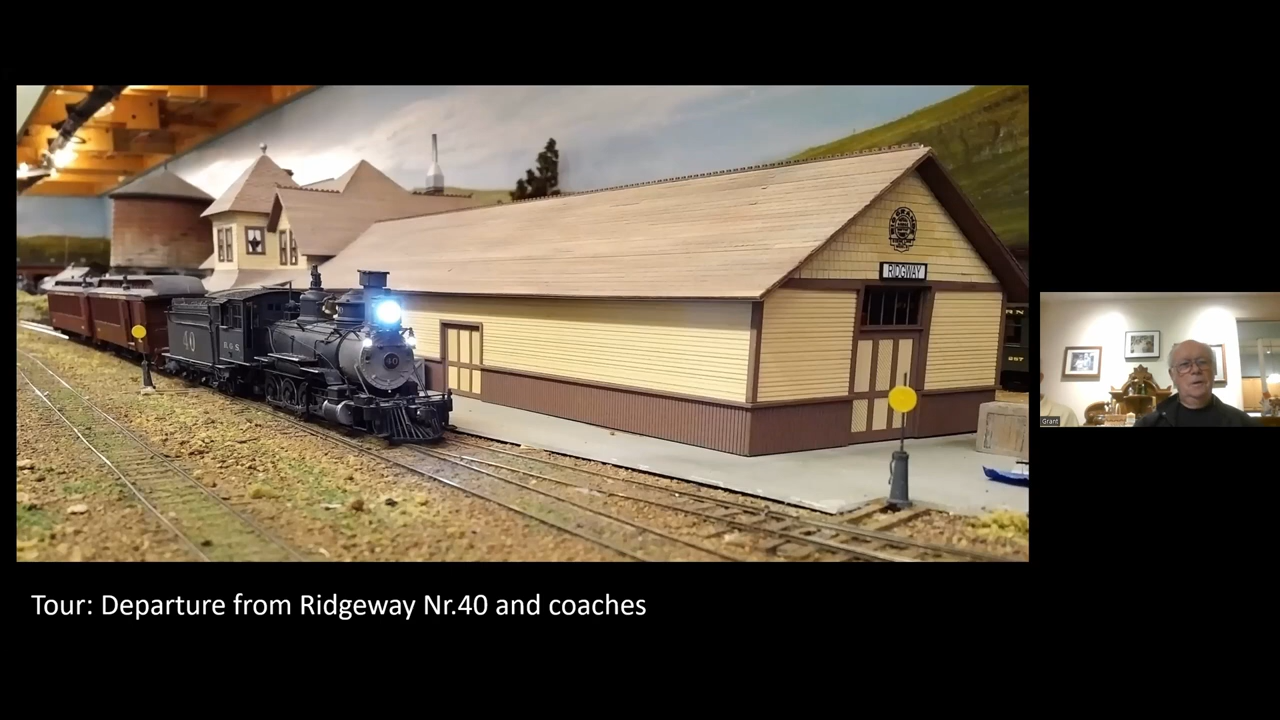 RIDGWAY
40
R.G.S.
40
Grant
Tour: Departure from Ridgeway Nr.40 and coaches